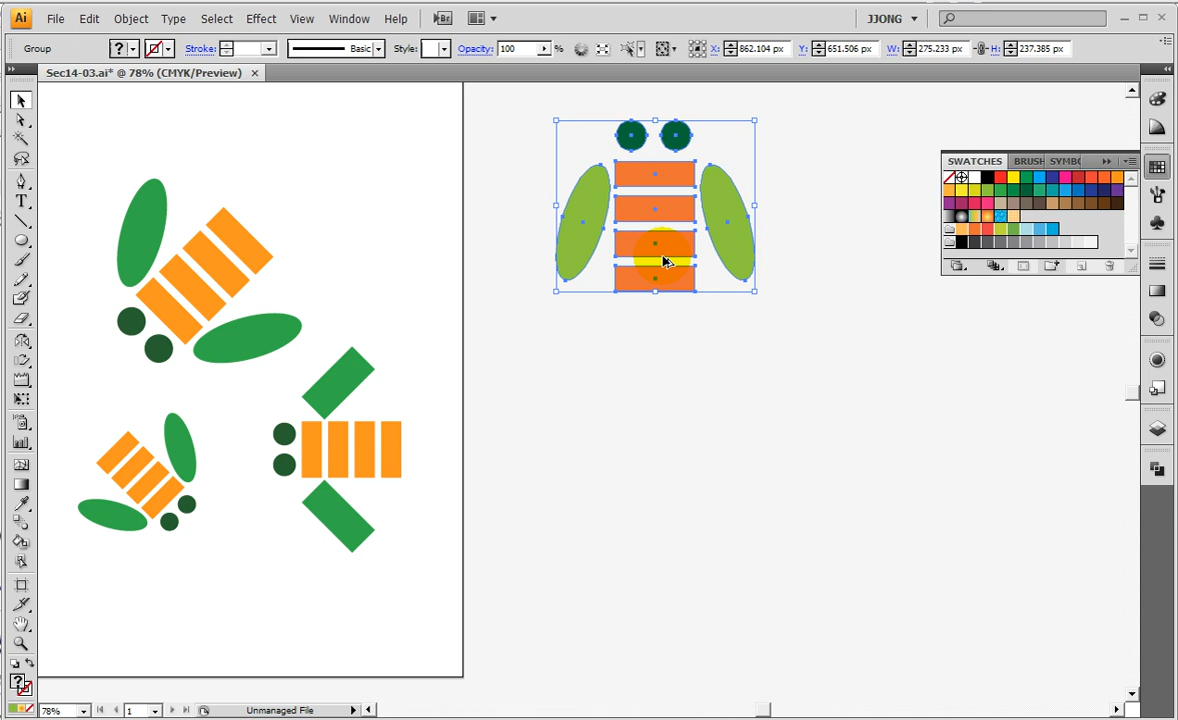 Ai File Edit Object Type Select Effect View Window Help Br JJONG
Group ? Stroke: Basic Style: Opacity: 100 % X: 862.104 px Y: 651.506 px W: 275.233 px H: 237.385 px
Sec14-03.ai* @ 78% (CMYK/Preview)
SWATCHES BRUSH SYMBO
T
?
78% 1 Unmanaged File